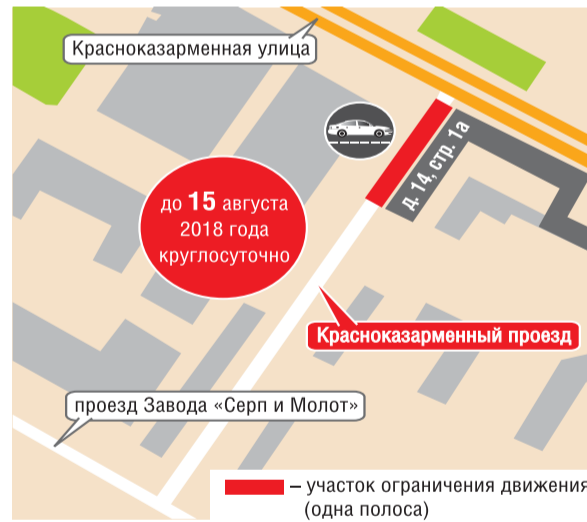 Красноказарменная улица
д. 14, стр. 1а
до 15 августа
2018 года
круглосуточно
Красноказарменный проезд
проезд Завода «Серп и Молот»
– участок ограничения движения
(одна полоса)